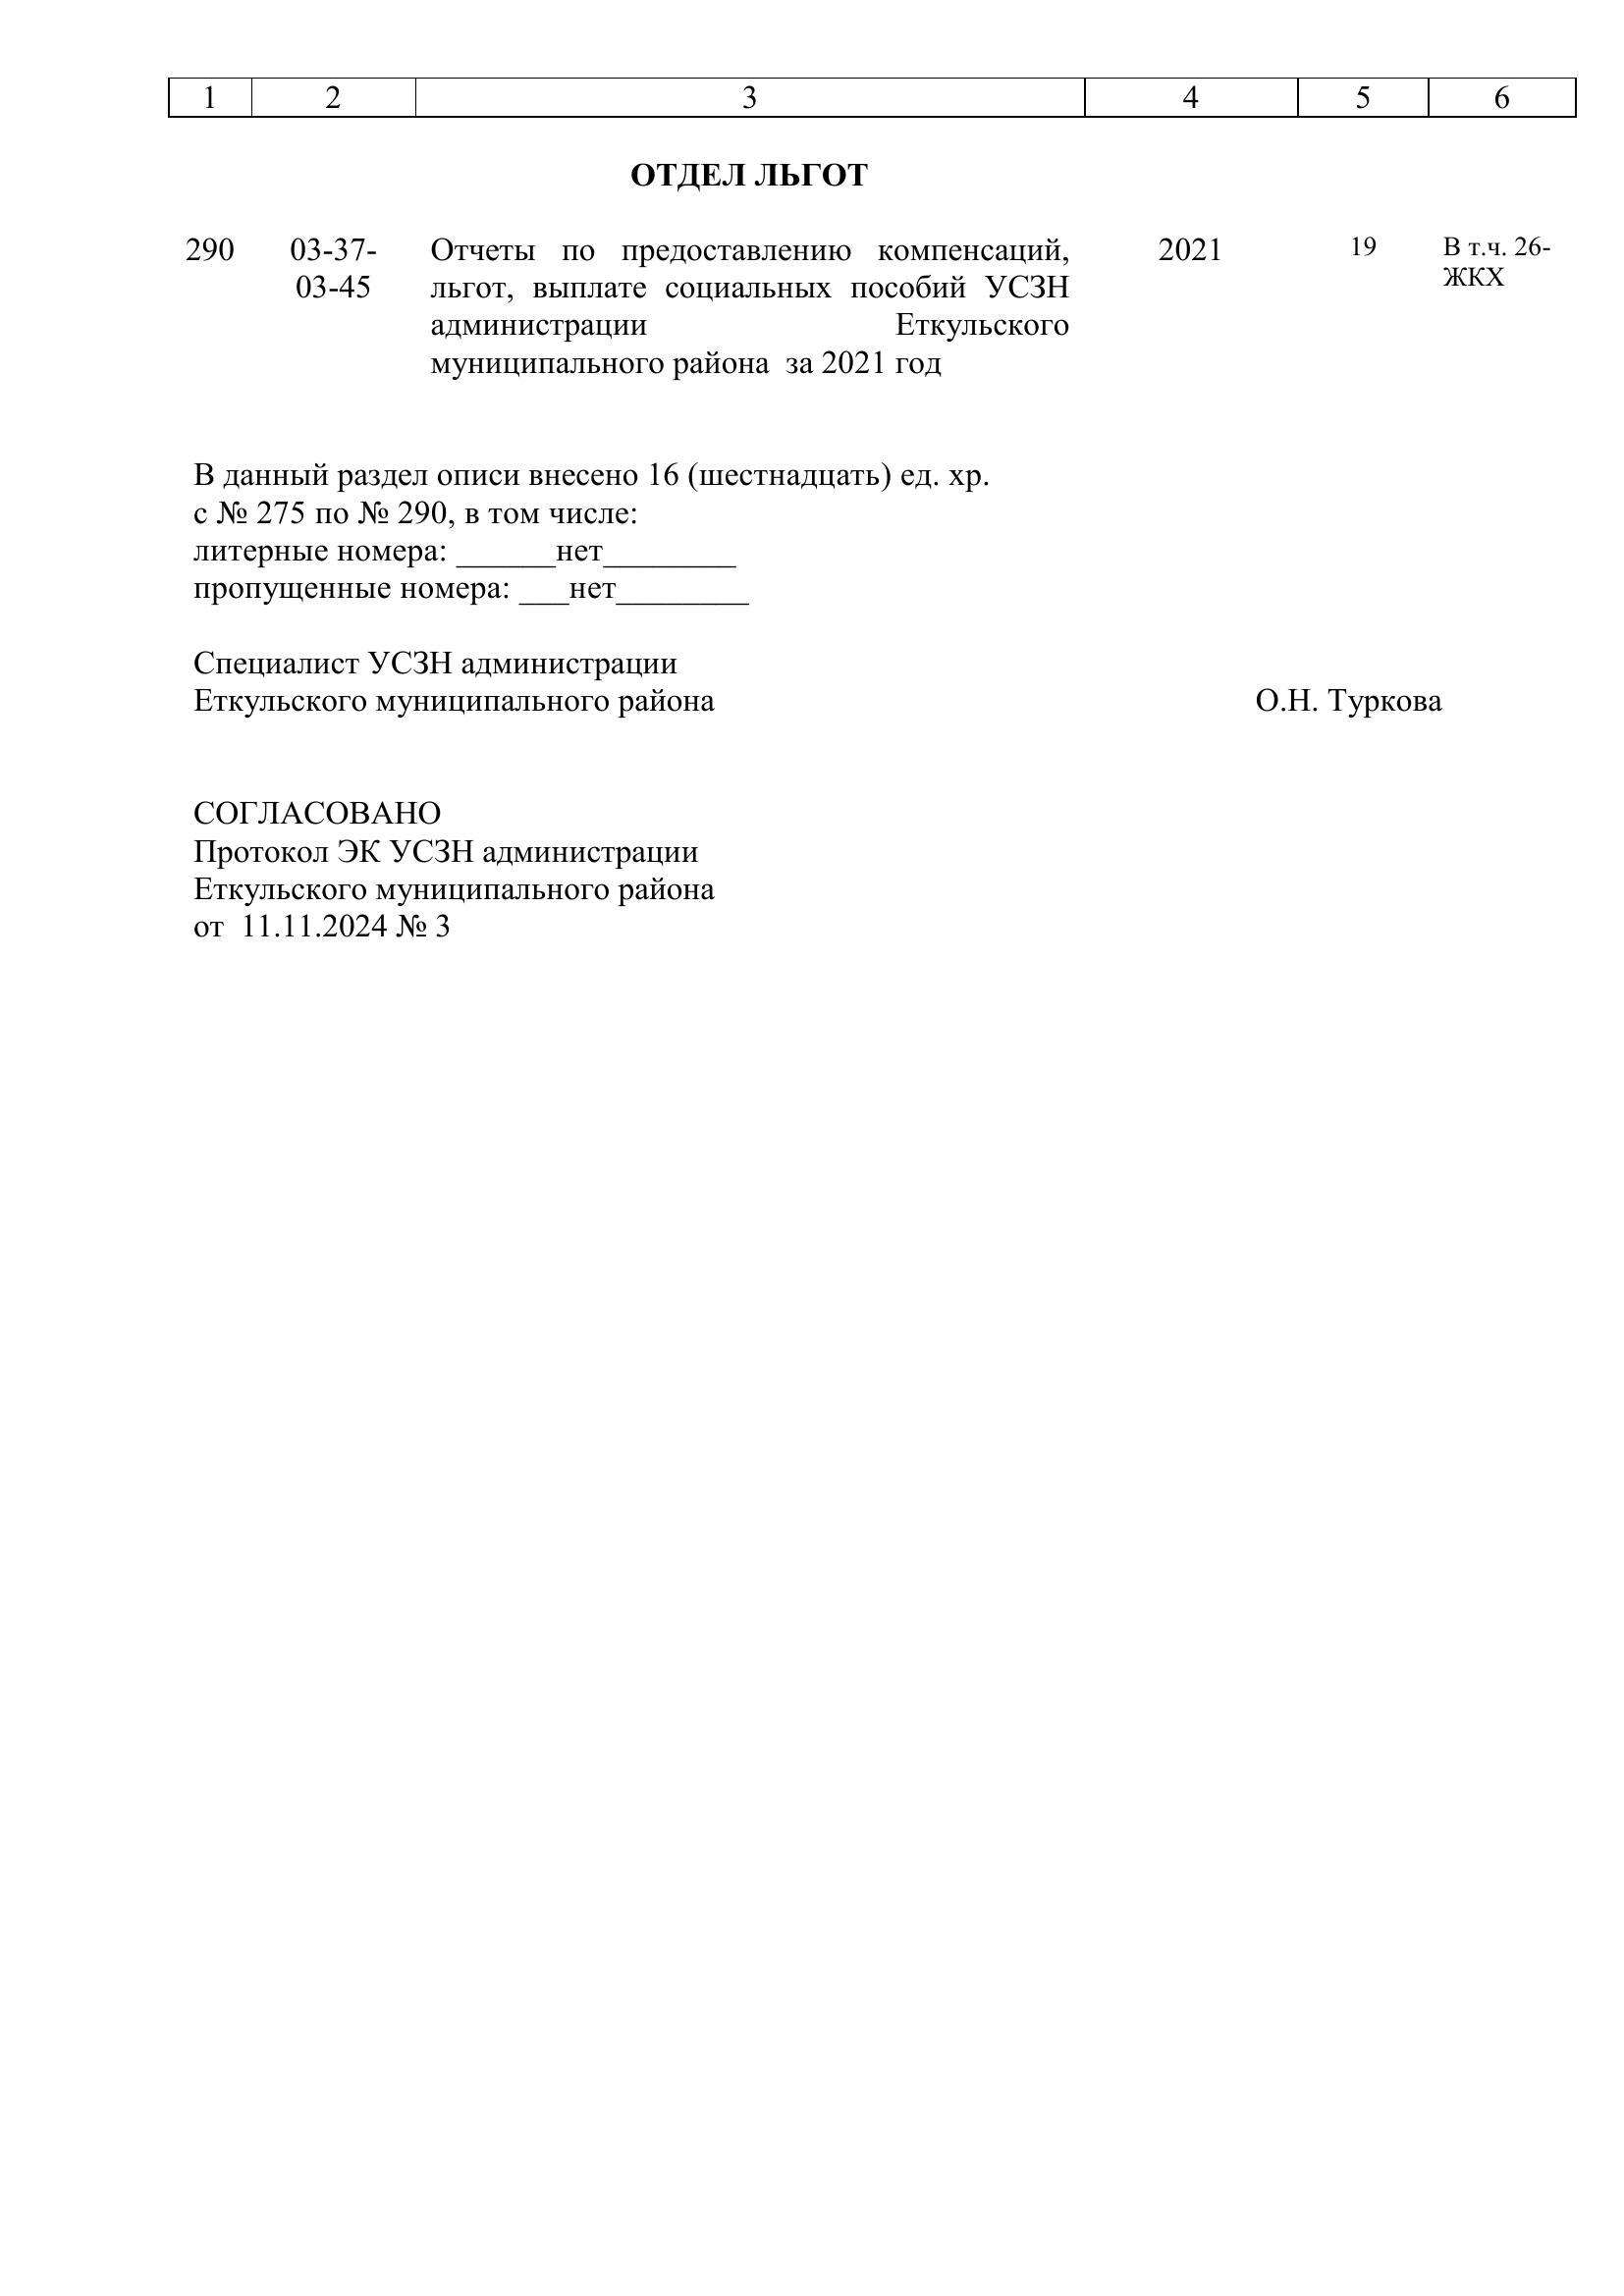 1 2 3 4 5 6
ОТДЕЛ ЛЬГОТ
290 03-37- Отчеты по предоставлению компенсаций, 2021 19 В т.ч. 26-
03-45 льгот, выплате социальных пособий УСЗН ЖКХ
администрации Еткульского
муниципального района за 2021 год
В данный раздел описи внесено 16 (шестнадцать) ед. хр.
с № 275 по № 290, в том числе:
литерные номера: ______нет________
пропущенные номера: ___нет________
Специалист УСЗН администрации
Еткульского муниципального района О.Н. Туркова
СОГЛАСОВАНО
Протокол ЭК УСЗН администрации
Еткульского муниципального района
от 11.11.2024 № 3